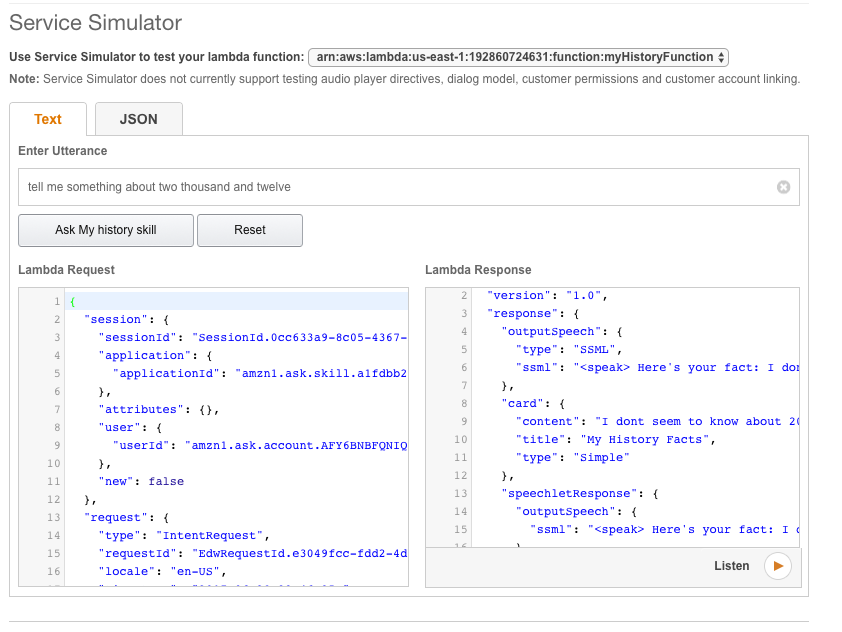 Service Simulator
Use Service Simulator to test your lambda function: arn:aws:lambda:us-east-1:192860724631:function:myHistoryFunction
Note: Service Simulator does not currently support testing audio player directives, dialog model, customer permissions and customer account linking.
Text JSON
Enter Utterance
tell me something about two thousand and twelve
Ask My history skill Reset
Lambda Request
1 {
2 "session": {
3 "sessionId": "SessionId.0cc633a9-8c05-4367-
4 "application": {
5 "applicationId": "amzn1.ask.skill.a1fdbb2
6 },
7 "attributes": {},
8 "user": {
9 "userId": "amzn1.ask.account.AFY6BNBFQNIQ
10 },
11 "new": false
12 },
13 "request": {
14 "type": "IntentRequest",
15 "requestId": "EdwRequestId.e3049fcc-fdd2-4d
16 "locale": "en-US",
Lambda Response
2 "version": "1.0",
3 "response": {
4 "outputSpeech": {
5 "type": "SSML",
6 "ssml": "<speak> Here's your fact: I don
7 },
8 "card": {
9 "content": "I dont seem to know about 20
10 "title": "My History Facts",
11 "type": "Simple"
12 },
13 "speechletResponse": {
14 "outputSpeech": {
15 "ssml": "<speak> Here's your fact: I d
16 }
Listen